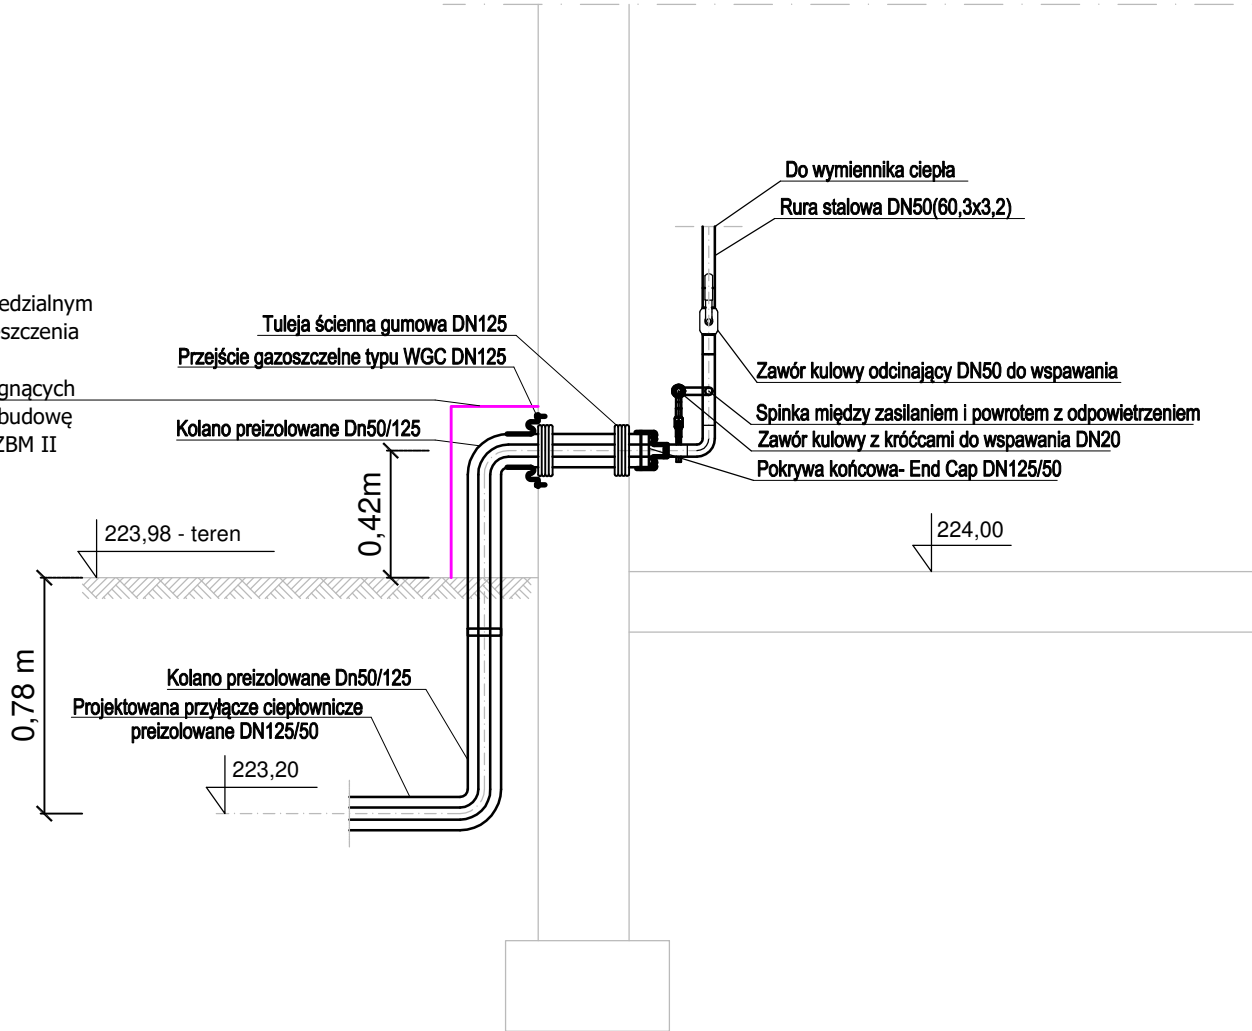 Do wymiennika ciepła
Rura stalowa DN50(60,3x3,2)
edzialnym
szczenia
gnących
budowę
ZBM II
Tuleja ścienna gumowa DN125
Przejście gazoszczelne typu WGC DN125
Kolano preizolowane Dn50/125
Zawór kulowy odcinający DN50 do wspawania
Spinka między zasilaniem i powrotem z odpowietrzeniem
Zawór kulowy z króćcami do wspawania DN20
Pokrywa końcowa- End Cap DN125/50
0,42m
223,98 - teren
224,00
0,78 m
Kolano preizolowane Dn50/125
Projektowana przyłącze ciepłownicze
preizolowane DN125/50
223,20